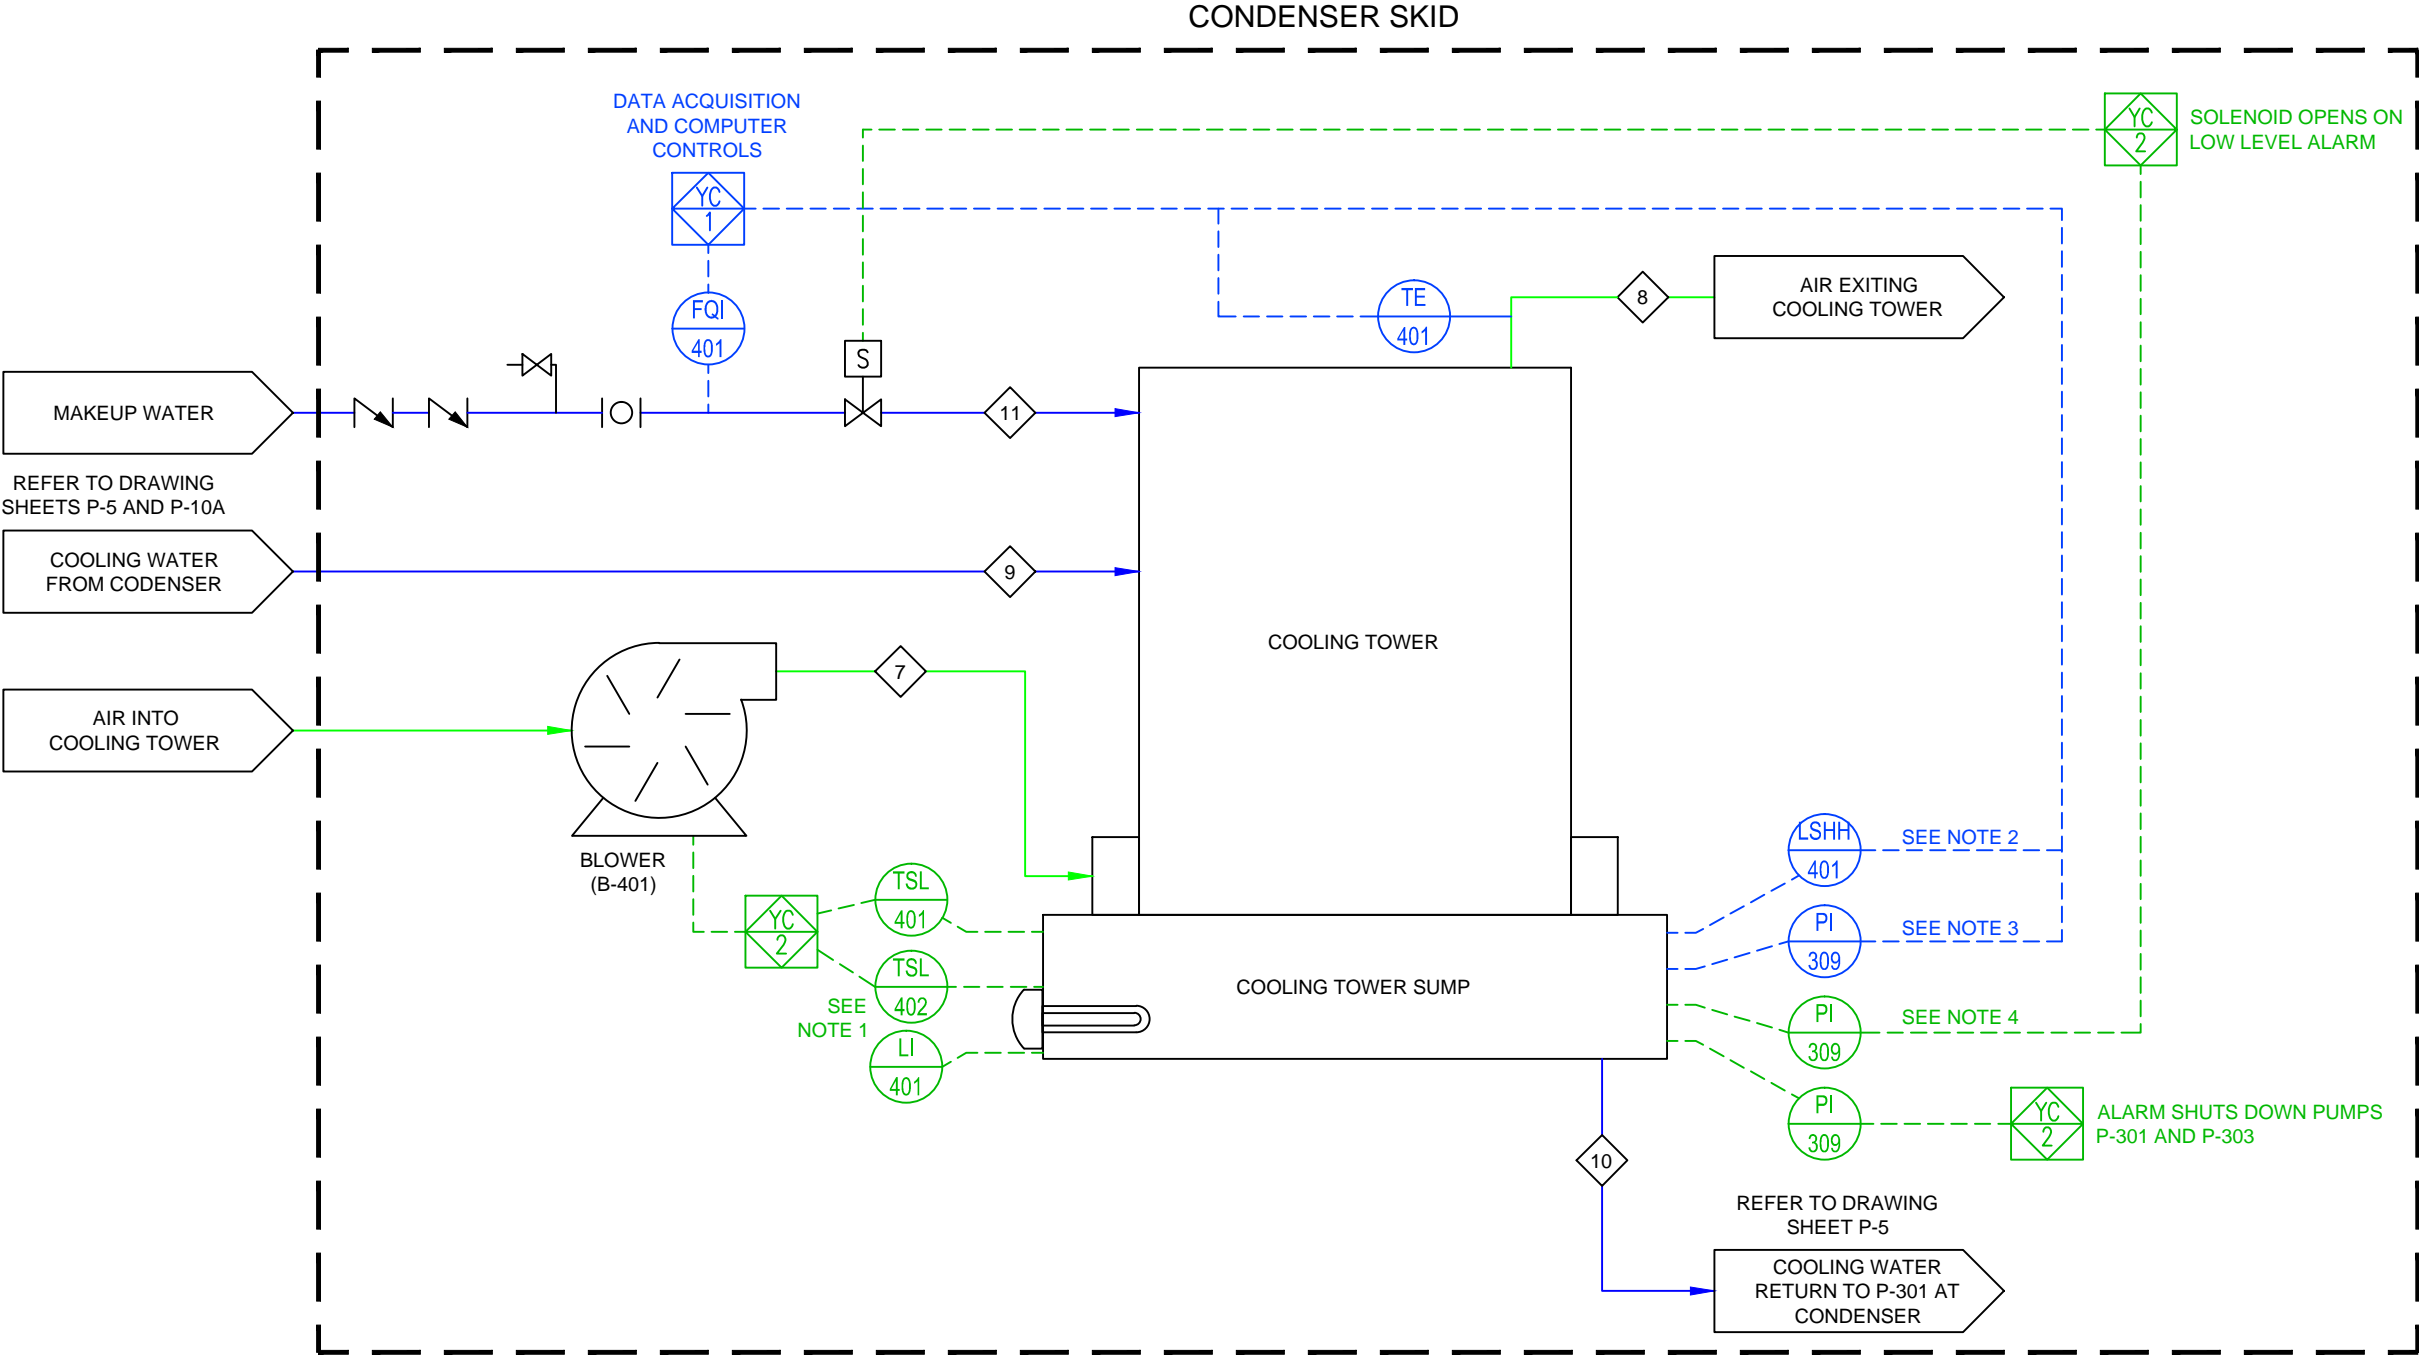 CONDENSER SKID
DATA ACQUISITION
AND COMPUTER
CONTROLS
YC
1
YC
2
SOLENOID OPENS ON
LOW LEVEL ALARM
FQI
401
TE
401
8
AIR EXITING
COOLING TOWER
S
MAKEUP WATER
11
REFER TO DRAWING
SHEETS P-5 AND P-10A
COOLING WATER
FROM CODENSER
9
COOLING TOWER
7
AIR INTO
COOLING TOWER
BLOWER
(B-401)
YC
2
TSL
401
TSL
402
SEE
NOTE 1
LI
401
COOLING TOWER SUMP
LSHH
401
SEE NOTE 2
PI
309
SEE NOTE 3
PI
309
SEE NOTE 4
PI
309
YC
2
ALARM SHUTS DOWN PUMPS
P-301 AND P-303
10
REFER TO DRAWING
SHEET P-5
COOLING WATER
RETURN TO P-301 AT
CONDENSER